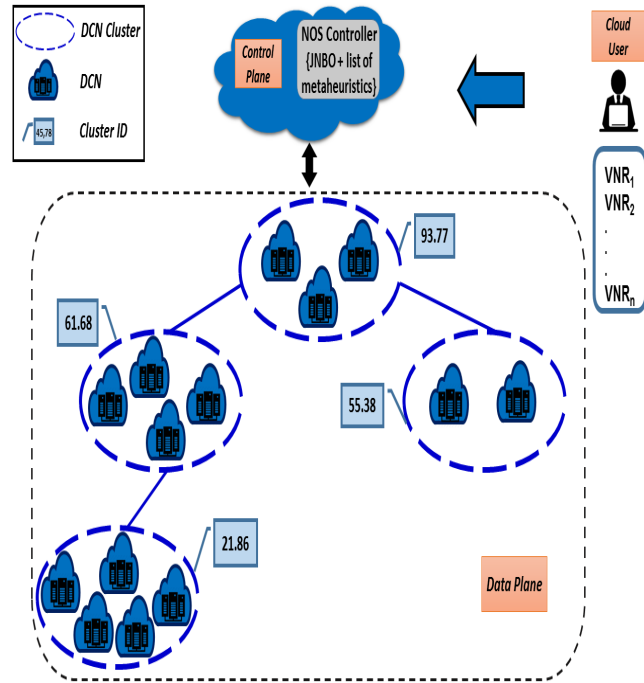 DCN Cluster
DCN
45,78
Cluster ID
Control
Plane
NOS Controller
{JNBO + list of
metaheuristics}
Cloud
User
VNR1
VNR2
.
.
.
VNRn
93.77
61.68
55.38
21.86
Data Plane